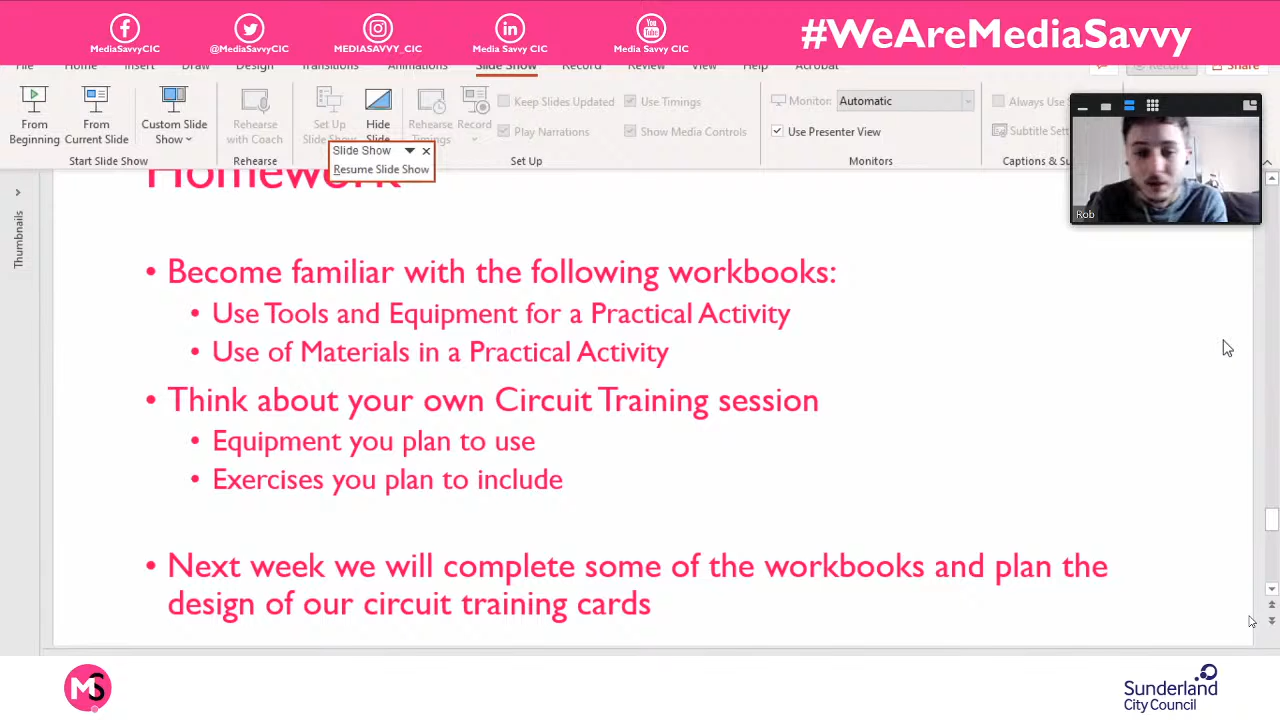 #WeAreMediaSavvy
MediaSavvyCIC
@MediaSavvyCIC
MEDIASAVVY_CIC
Media Savvy CIC
You
Tube
Media Savvy CIC
File Home Insert Draw Design Transitions Animations Slide Show Record Review View Help Acrobat
Record
Share
From
Beginning
From
Current Slide
Custom Slide
Show
Start Slide Show
Rehearse
with Coach
Rehearse
Set Up
Slide Show
Hide
Slide
Rehearse
Timings
Record
Keep Slides Updated
Play Narrations
Use Timings
Show Media Controls
Set Up
Monitor: Automatic
Use Presenter View
Monitors
Always Use
Subtitle
Captions &
Slide Show
Resume Slide Show
Rob
Thumbnails
Homework
• Become familiar with the following workbooks:
• Use Tools and Equipment for a Practical Activity
• Use of Materials in a Practical Activity
• Think about your own Circuit Training session
• Equipment you plan to use
• Exercises you plan to include
• Next week we will complete some of the workbooks and plan the
design of our circuit training cards
MS
Sunderland
City Council